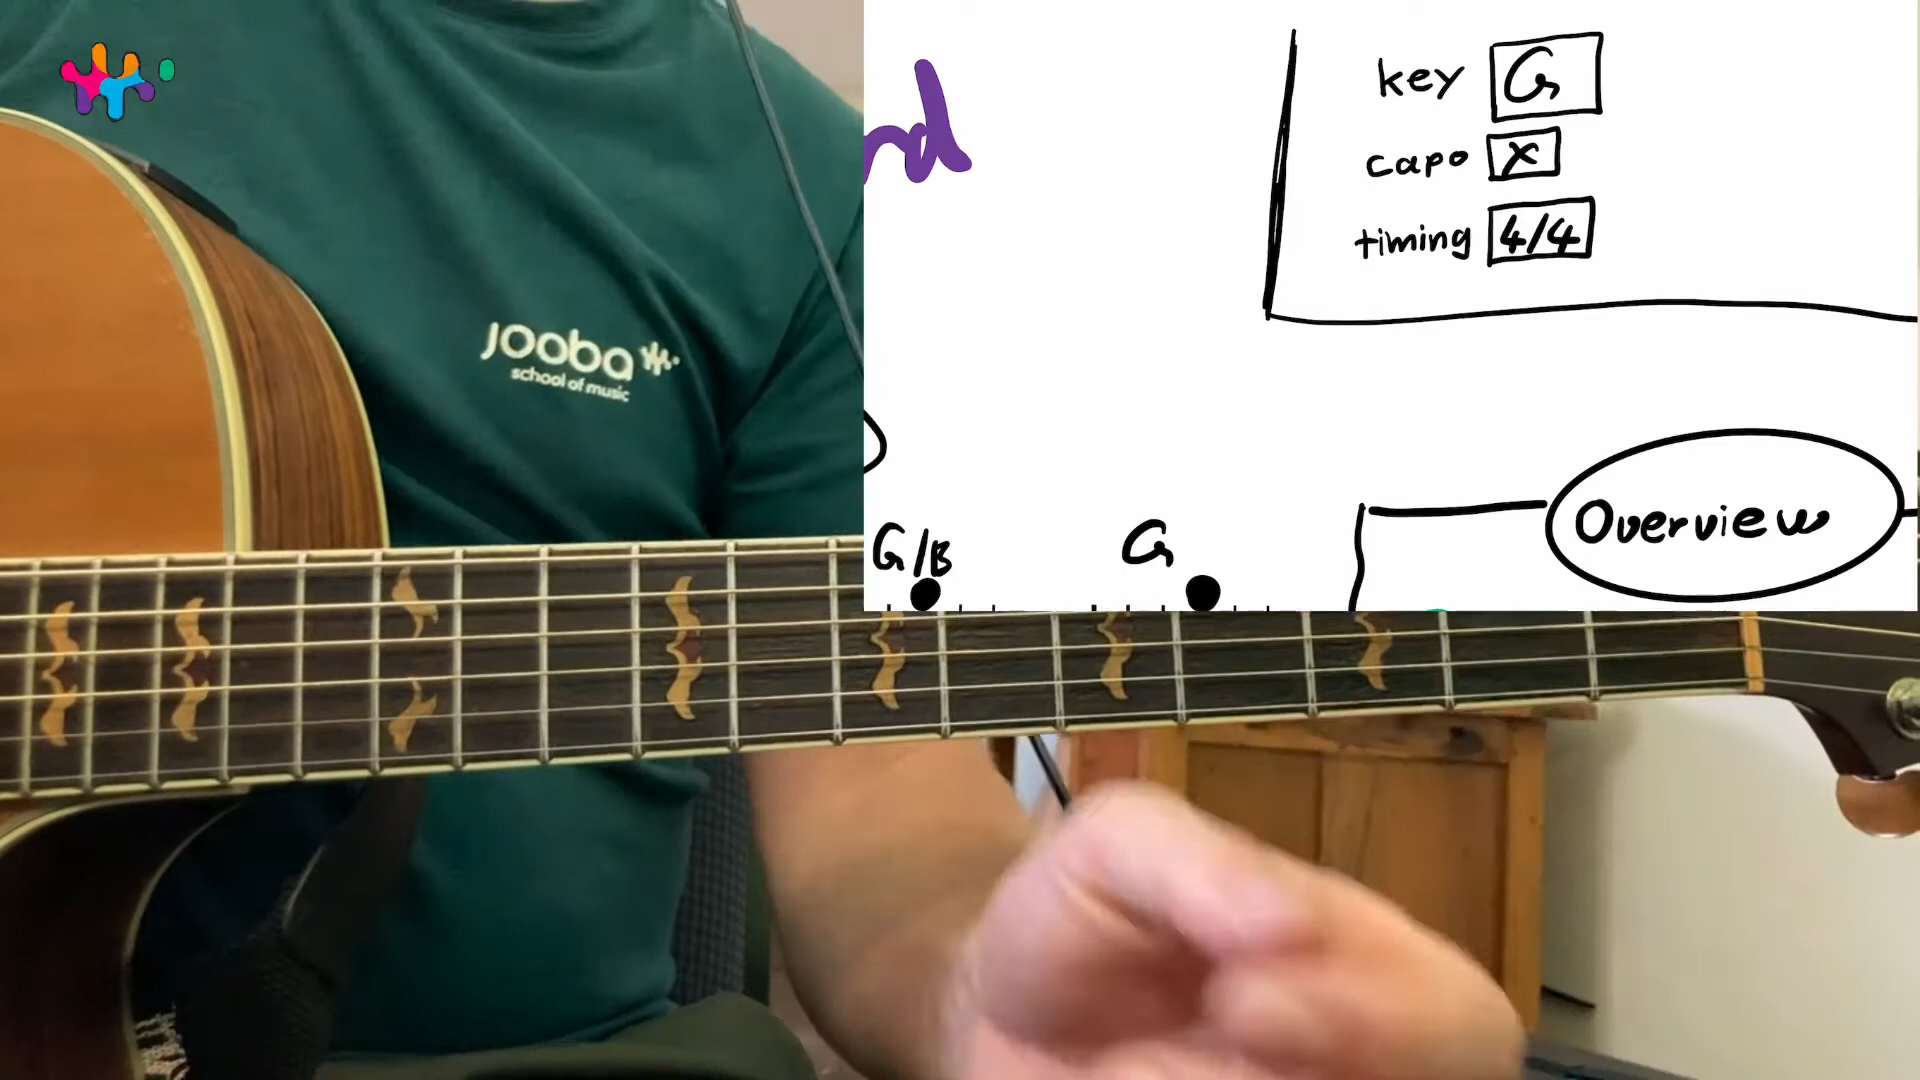 key G
capo X
timing 4/4
jooba
school of music
Overview
G/B G